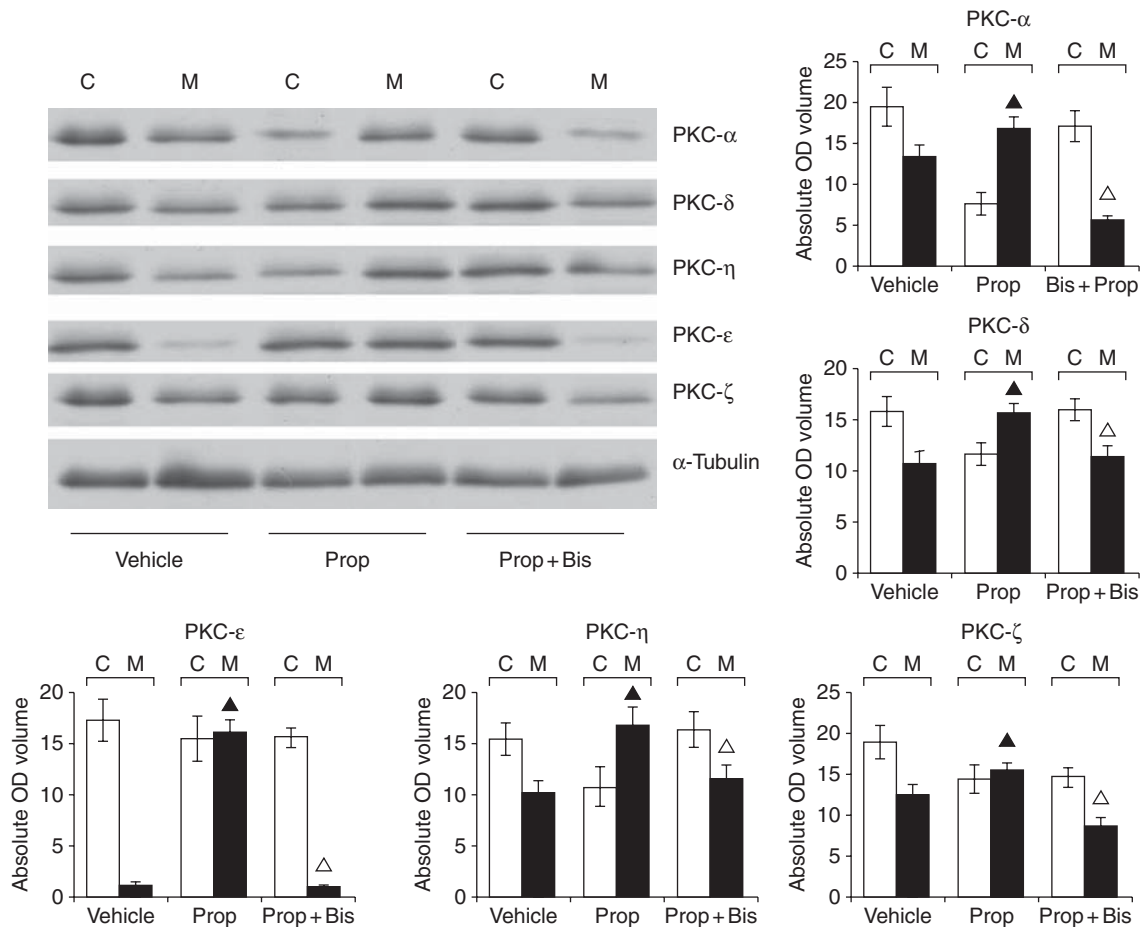 C M C M C M
PKC-α
PKC-δ
PKC-η
PKC-ε
PKC-ζ
α-Tubulin
Vehicle Prop Prop + Bis
PKC-α
C M C M C M
Absolute OD volume
25
20
15
10
5
0
Vehicle Prop Bis + Prop
PKC-δ
C M C M C M
Absolute OD volume
20
15
10
5
0
Vehicle Prop Prop + Bis
PKC-ε
C M C M C M
Absolute OD volume
20
15
10
5
0
Vehicle Prop Prop + Bis
PKC-η
C M C M C M
Absolute OD volume
20
15
10
5
0
Vehicle Prop Prop + Bis
PKC-ζ
C M C M C M
Absolute OD volume
25
20
15
10
5
0
Vehicle Prop Prop + Bis